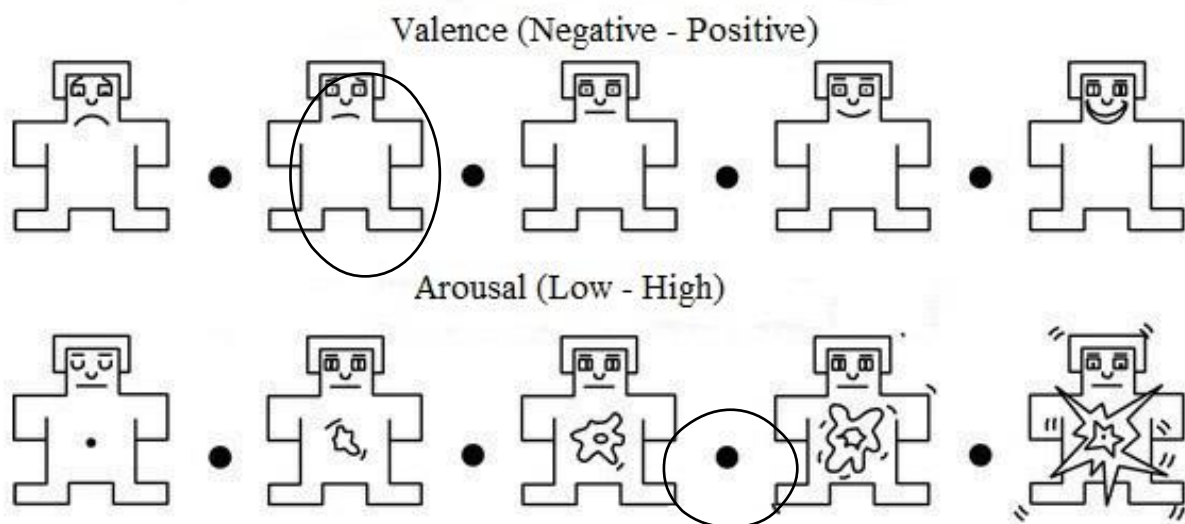 Valence (Negative - Positive)
Arousal (Low - High)